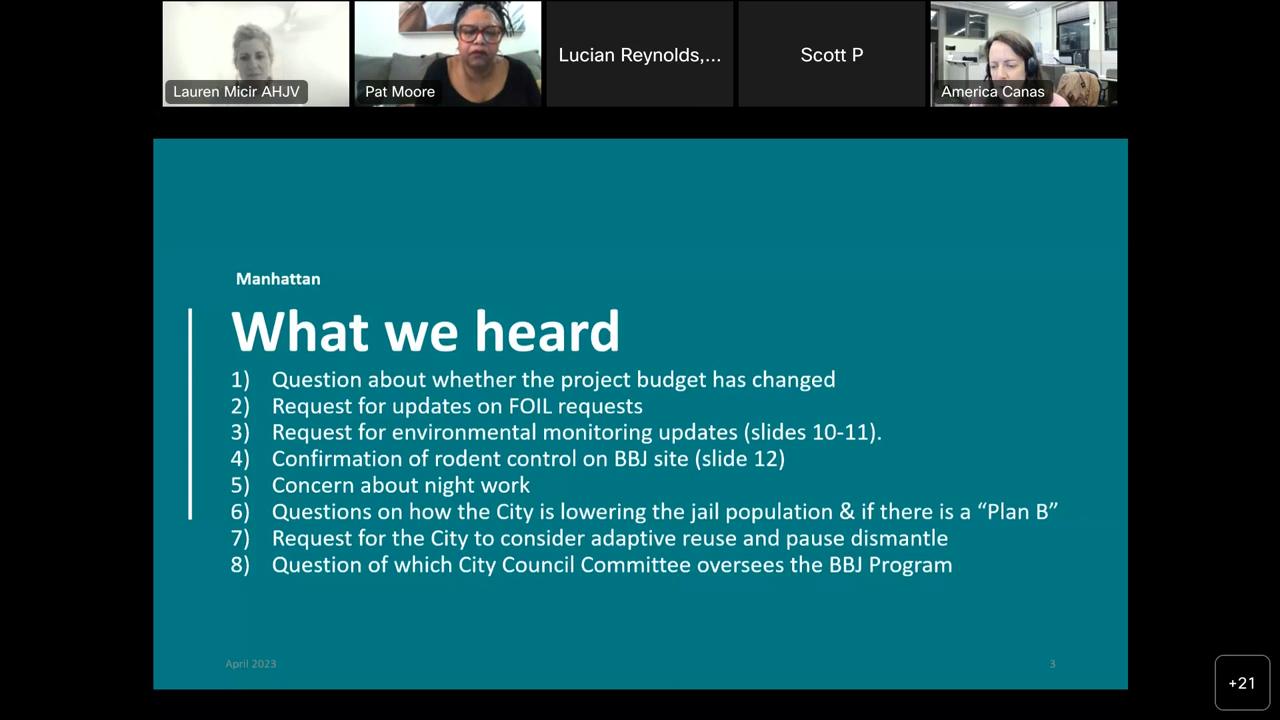 Lauren Micir AHJV
Pat Moore
Lucian Reynolds,...
Scott P
America Canas
Manhattan
What we heard
1) Question about whether the project budget has changed
2) Request for updates on FOIL requests
3) Request for environmental monitoring updates (slides 10-11).
4) Confirmation of rodent control on BBJ site (slide 12)
5) Concern about night work
6) Questions on how the City is lowering the jail population & if there is a “Plan B”
7) Request for the City to consider adaptive reuse and pause dismantle
8) Question of which City Council Committee oversees the BBJ Program
April 2023
3
+21